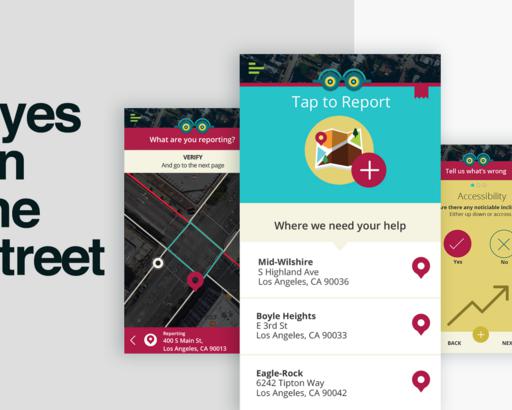 yes
n
he
treet
What are you reporting?
VERIFY
And go to the next page
Reporting
400 S Main St,
Los Angeles, CA 90013
Tap to Report
Where we need your help
Mid-Wilshire
S Highland Ave
Los Angeles, CA 90036
Boyle Heights
E 3rd St
Los Angeles, CA 90033
Eagle-Rock
6242 Tipton Way
Los Angeles, CA 90042
Tell us what's wrong
Accessibility
re there any noticiable incli
Either up down or across
Yes
No
BACK
NEX